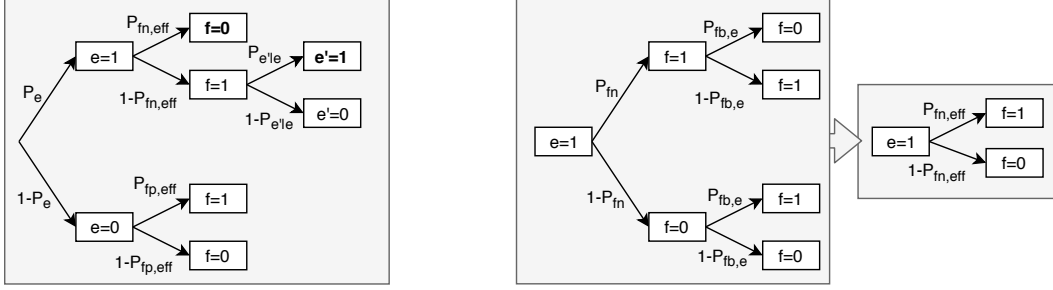 P_fn,eff
f=0
e=1
P_e'|e
e'=1
P_e
f=1
1-P_fn,eff
e'=0
1-P_e'|e
1-P_e
P_fp,eff
f=1
e=0
f=0
1-P_fp,eff
P_fb,e
f=0
f=1
P_fn
f=1
1-P_fb,e
e=1
1-P_fn
P_fb,e
f=1
f=0
f=0
1-P_fb,e
P_fn,eff
f=1
e=1
f=0
1-P_fn,eff